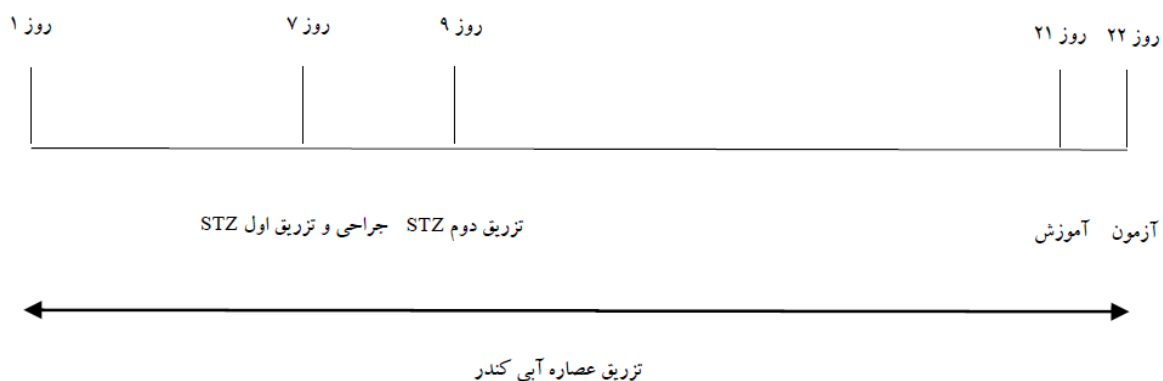 روز ۱
روز ۷
روز ۹
روز ۲۱
روز ۲۲
جراحی و تزریق اول STZ
تزریق دوم STZ
آموزش
آزمون
تزریق عصاره آبی کندر